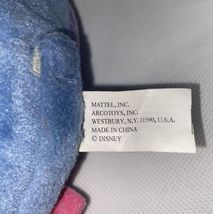 MATTEL, INC.
ARCOTOYS, INC.
WESTBURY, N.Y. 11590, U.S.A.
MADE IN CHINA
© DISNEY